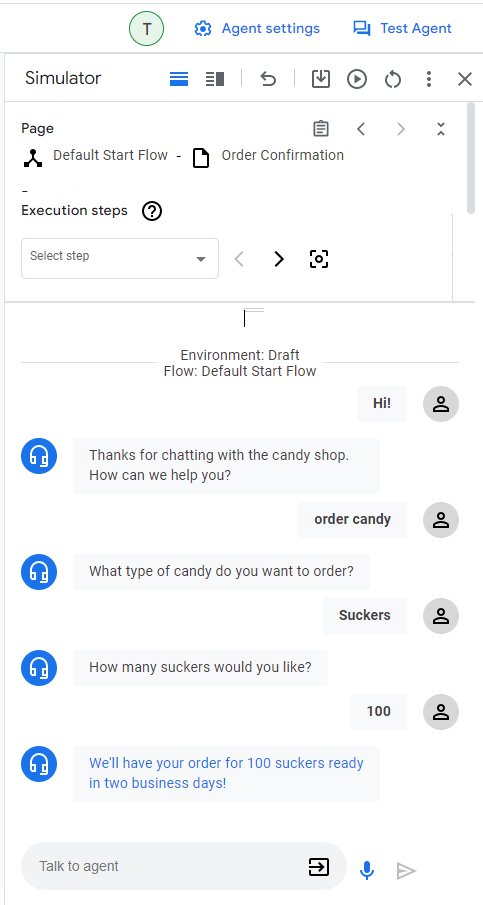 T Agent settings Test Agent
Simulator
Page
Default Start Flow - Order Confirmation
Execution steps ?
Select step
Environment: Draft
Flow: Default Start Flow
Hi!
Thanks for chatting with the candy shop.
How can we help you?
order candy
What type of candy do you want to order?
Suckers
How many suckers would you like?
100
We'll have your order for 100 suckers ready
in two business days!
Talk to agent